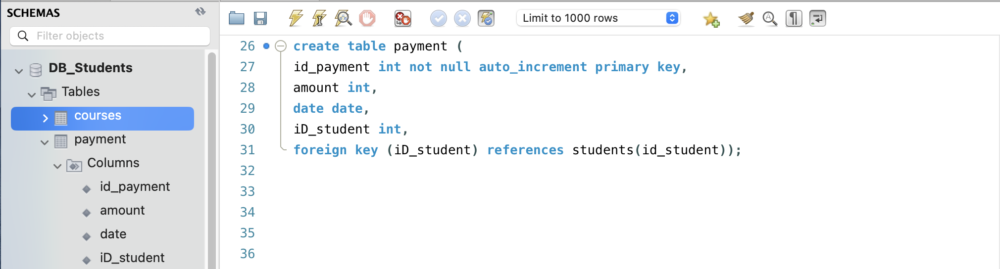 SCHEMAS
Filter objects
DB_Students
Tables
courses
payment
Columns
id_payment
amount
date
iD_student
Limit to 1000 rows
26 create table payment (
27 id_payment int not null auto_increment primary key,
28 amount int,
29 date date,
30 iD_student int,
31 foreign key (iD_student) references students(id_student));
32
33
34
35
36